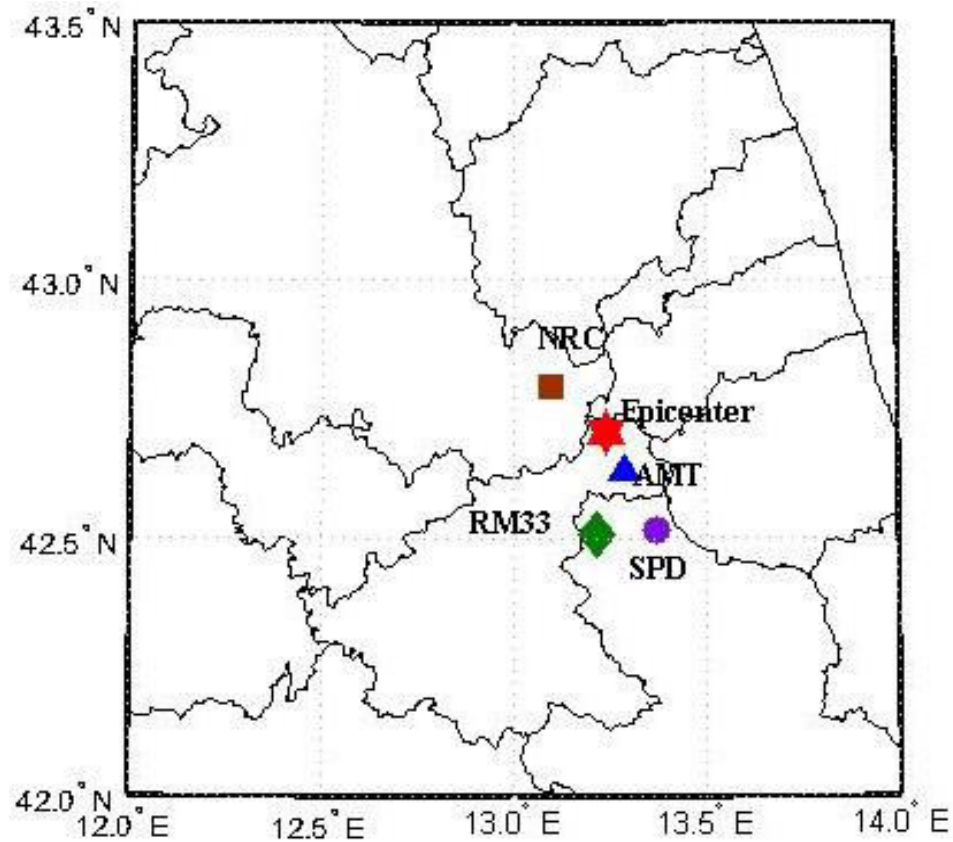 43.5° N
43.0° N
NRC
Epicenter
AMT
RM33
42.5° N
SPD
42.0° N
12.0° E
12.5° E
13.0° E
13.5° E
14.0° E